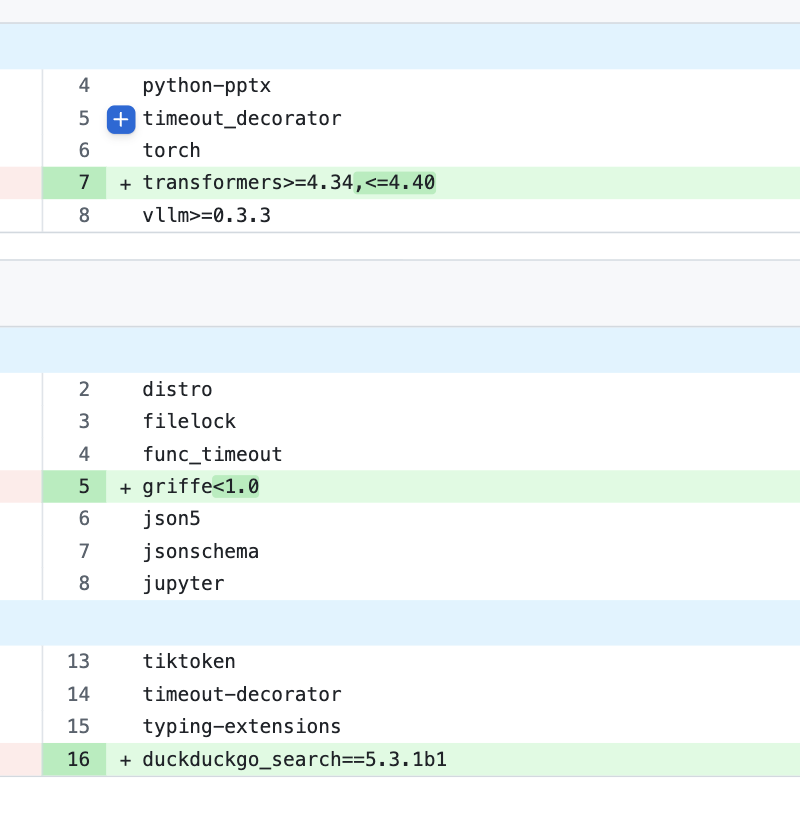 4 python-pptx
5 + timeout_decorator
6 torch
7 + transformers>=4.34,<=4.40
8 vllm>=0.3.3
2 distro
3 filelock
4 func_timeout
5 + griffe<1.0
6 json5
7 jsonschema
8 jupyter
13 tiktoken
14 timeout-decorator
15 typing-extensions
16 + duckduckgo_search==5.3.1b1